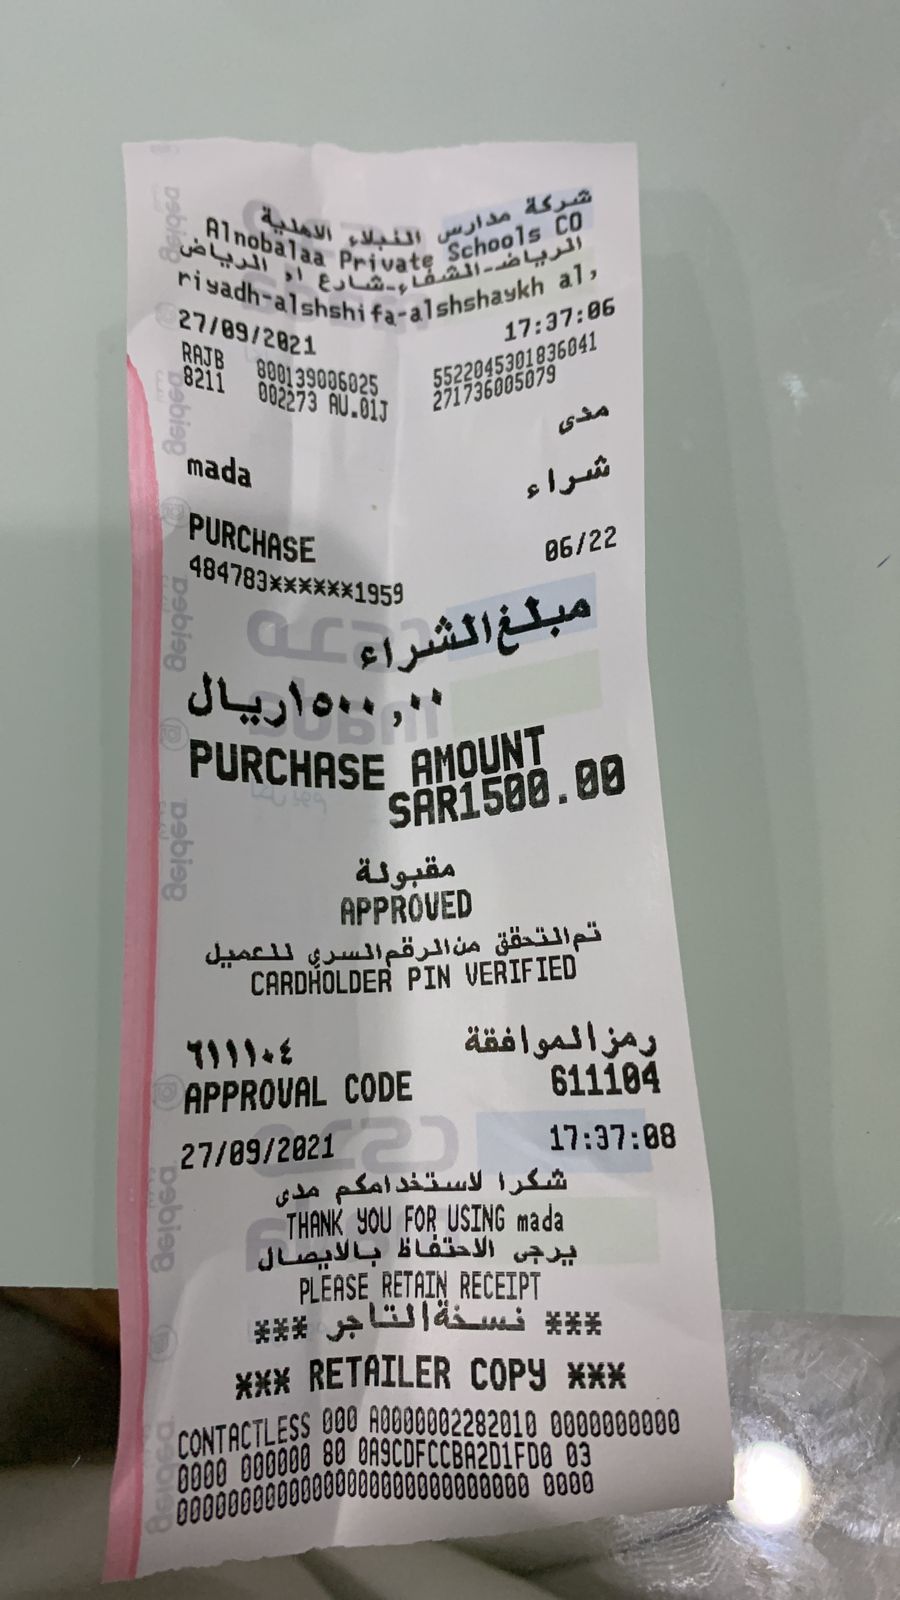 شركة مدارس النبلاء الاهلية
Alnobalaa Private Schools CO
الرياض-الشفاء-شارع ال الرياض
riyadh-alshshifa-alshshaykh al,
27/09/2021 17:37:06
RAJB 800139006025 5522045301836041
8211 002273 AU.01J 271736005079
مدى
mada
شراء
PURCHASE 06/22
484783******1959
مبلغ الشراء
١٥٠٠,٠٠ ريال
PURCHASE AMOUNT
SAR1500.00
مقبولة
APPROVED
تم التحقق من الرقم السري للعميل
CARDHOLDER PIN VERIFIED
رمز الموافقة ٦١١١٠٤
APPROVAL CODE 611104
27/09/2021 17:37:08
شكرا لاستخدامكم مدى
THANK YOU FOR USING mada
يرجى الاحتفاظ بالايصال
PLEASE RETAIN RECEIPT
*** نسخة التاجر ***
*** RETAILER COPY ***
CONTACTLESS 000 A0000002282010 0000000000
0000 000000 80 0A9CDFCCBA2D1FD0 03
geidea
mada